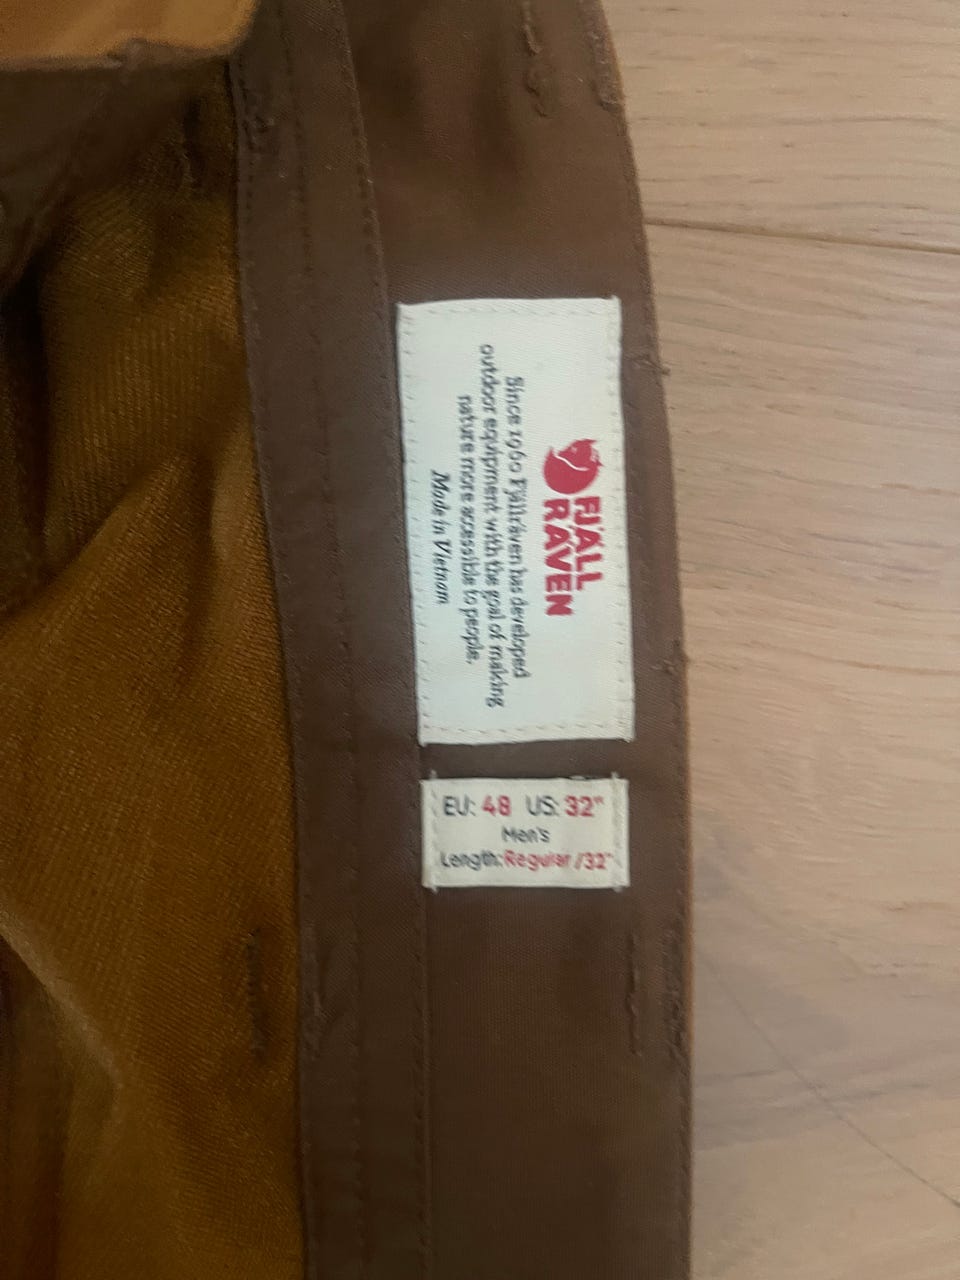 FJÄLL
RÄVEN
Since 1960 Fjällräven has developed
outdoor equipment with the goal of making
nature more accessible to people.
Made in Vietnam
EU: 48 US: 32"
Men's
Length: Regular /32"